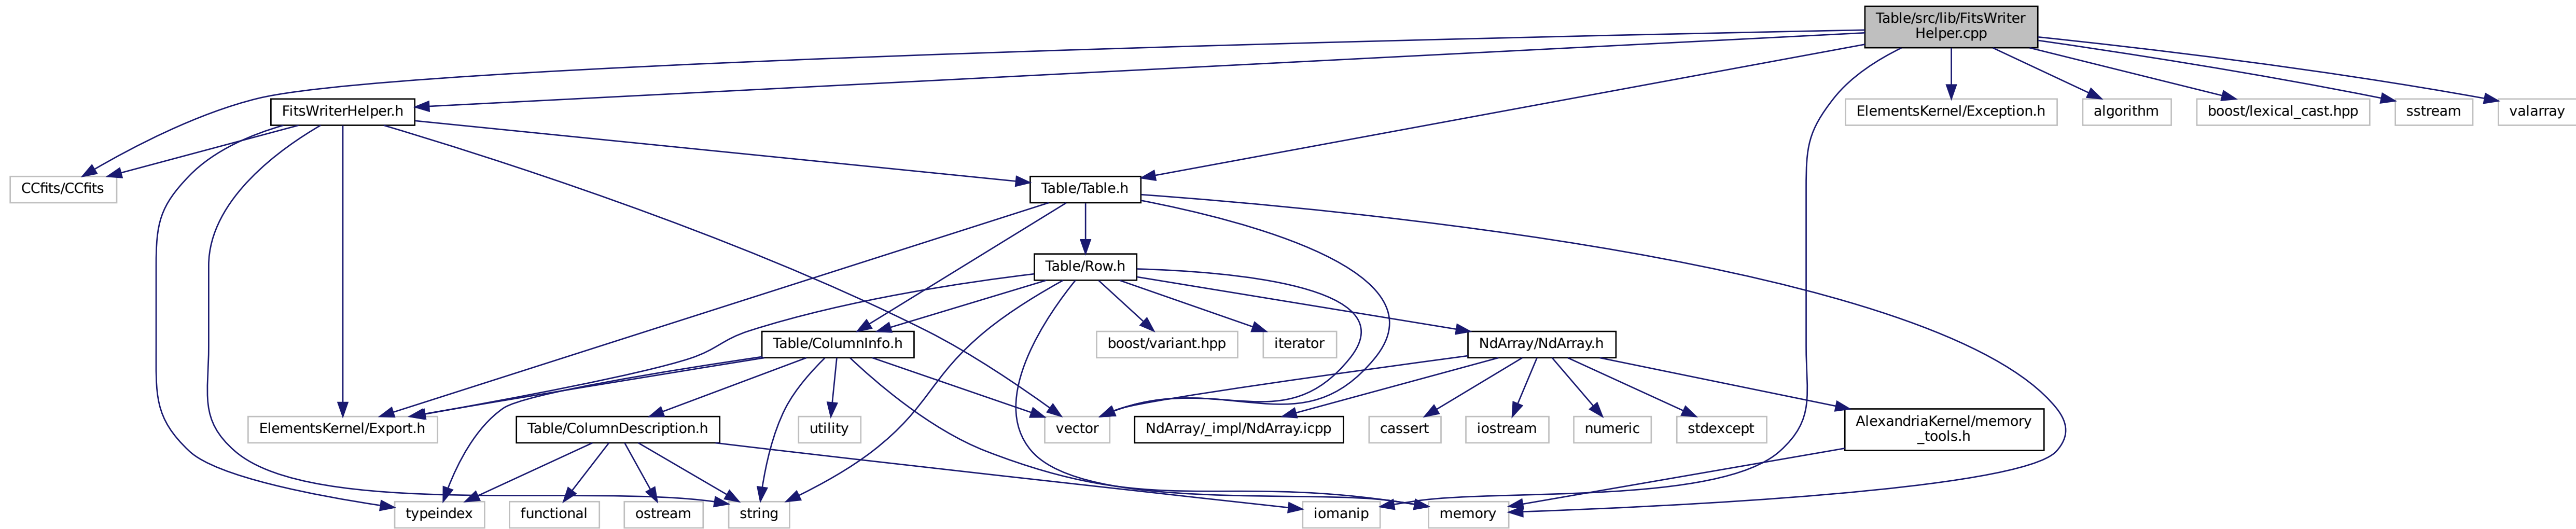 Table/src/lib/FitsWriter
Helper.cpp
FitsWriterHelper.h
ElementsKernel/Exception.h
algorithm
boost/lexical_cast.hpp
sstream
valarray
CCfits/CCfits
Table/Table.h
Table/Row.h
Table/ColumnInfo.h
boost/variant.hpp
iterator
NdArray/NdArray.h
ElementsKernel/Export.h
Table/ColumnDescription.h
utility
vector
NdArray/_impl/NdArray.icpp
cassert
iostream
numeric
stdexcept
AlexandriaKernel/memory
_tools.h
typeindex
functional
ostream
string
iomanip
memory